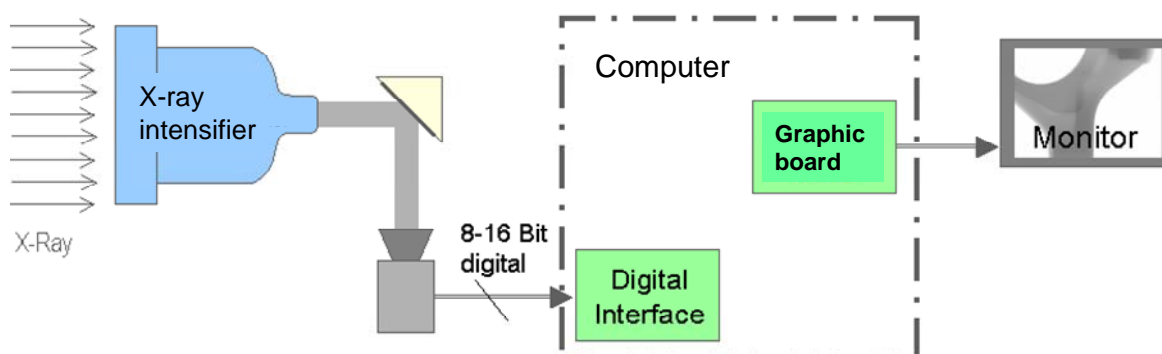 X-Ray
X-ray
intensifier
8-16 Bit
digital
Computer
Digital
Interface
Graphic
board
Monitor